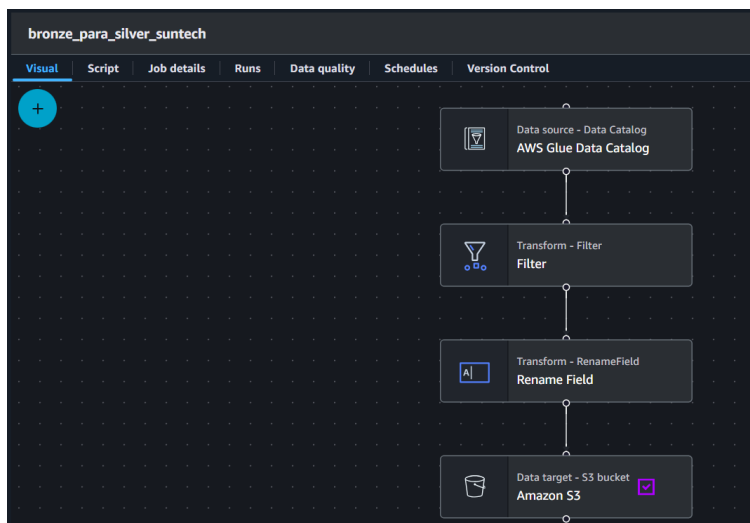 bronze_para_silver_suntech
Visual Script Job details Runs Data quality Schedules Version Control
+
Data source - Data Catalog
AWS Glue Data Catalog
Transform - Filter
Filter
Transform - RenameField
A
Rename Field
Data target - S3 bucket
Amazon S3